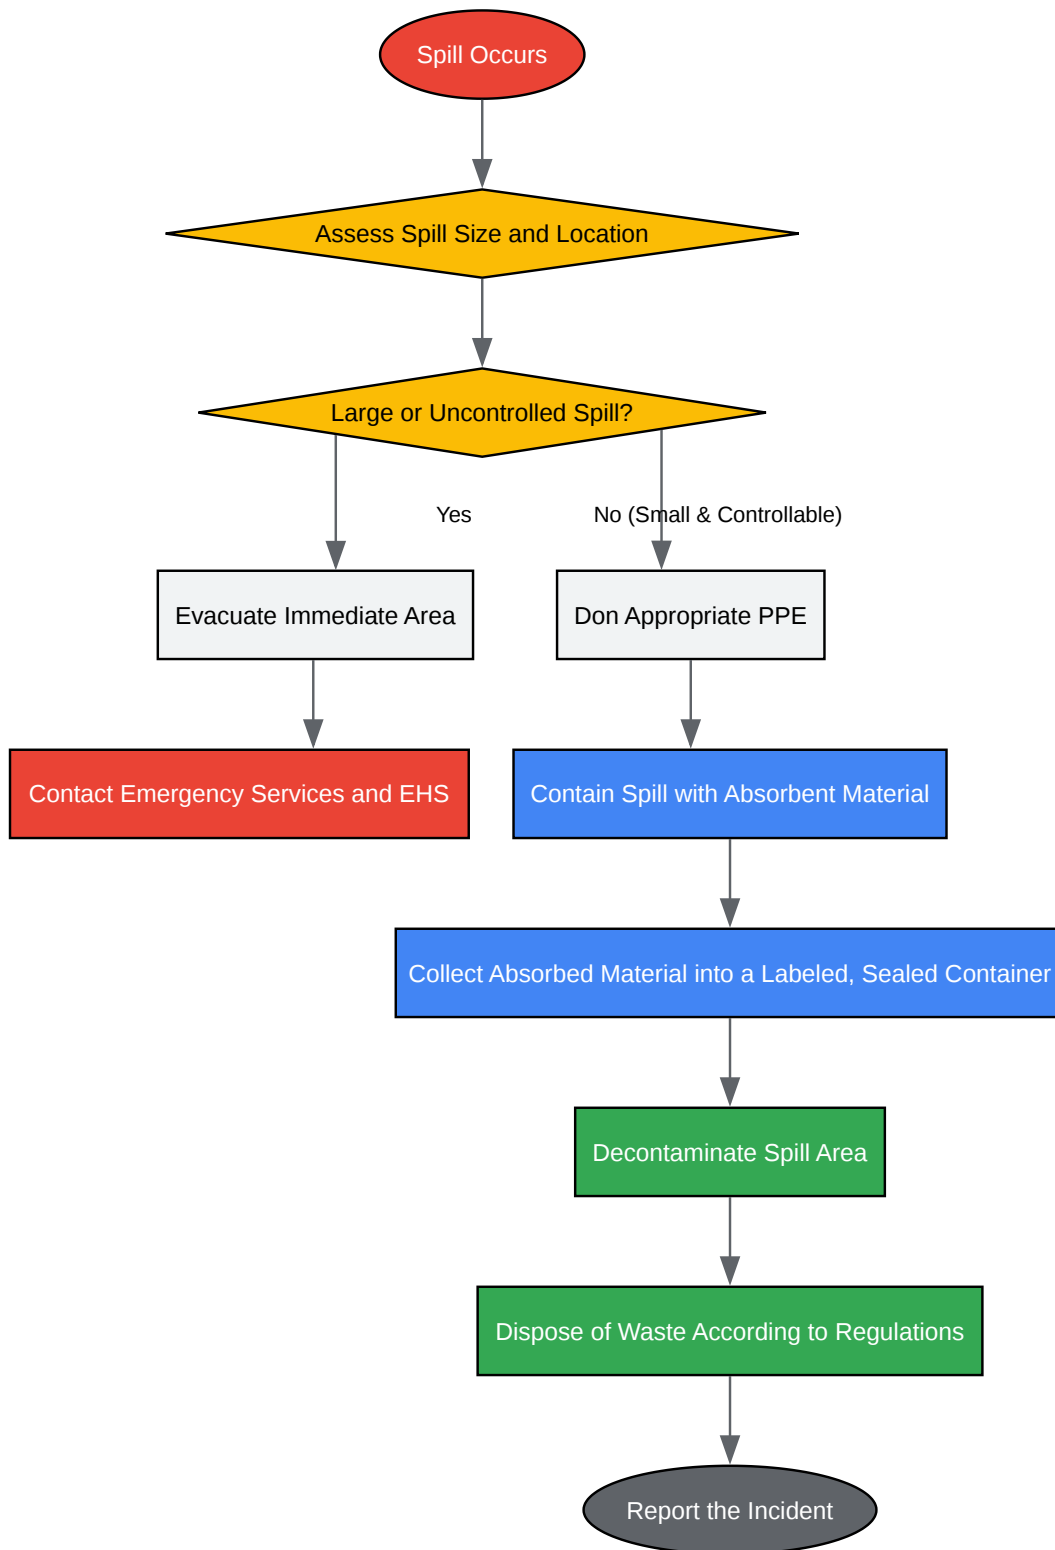 Spill Occurs
Assess Spill Size and Location
Large or Uncontrolled Spill?
Yes
No (Small & Controllable)
Evacuate Immediate Area
Don Appropriate PPE
Contact Emergency Services and EHS
Contain Spill with Absorbent Material
Collect Absorbed Material into a Labeled, Sealed Container
Decontaminate Spill Area
Dispose of Waste According to Regulations
Report the Incident